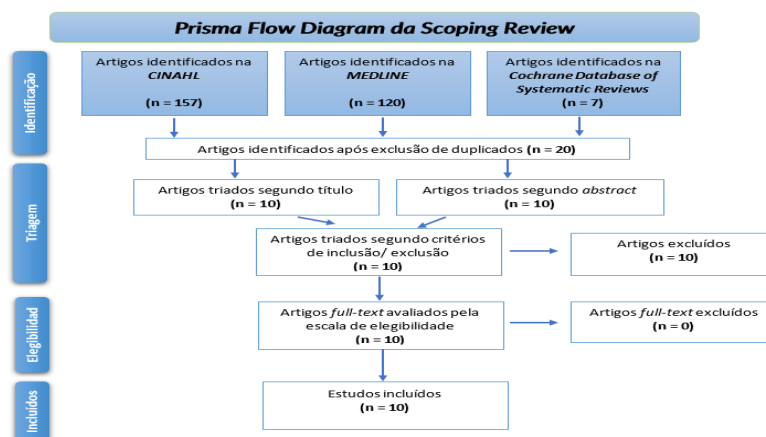 Prisma Flow Diagram da Scoping Review
Identificação
Artigos identificados na
CINAHL
(n = 157)
Artigos identificados na
MEDLINE
(n = 120)
Artigos identificados na
Cochrane Database of
Systematic Reviews
(n = 7)
Artigos identificados após exclusão de duplicados (n = 20)
Triagem
Artigos triados segundo título
(n = 10)
Artigos triados segundo abstract
(n = 10)
Artigos triados segundo critérios
de inclusão/ exclusão
(n = 10)
Artigos excluídos
(n = 10)
Elegibilidad
Artigos full-text avaliados pela
escala de elegibilidade
(n = 10)
Artigos full-text excluídos
(n = 0)
Incluídos
Estudos incluídos
(n = 10)